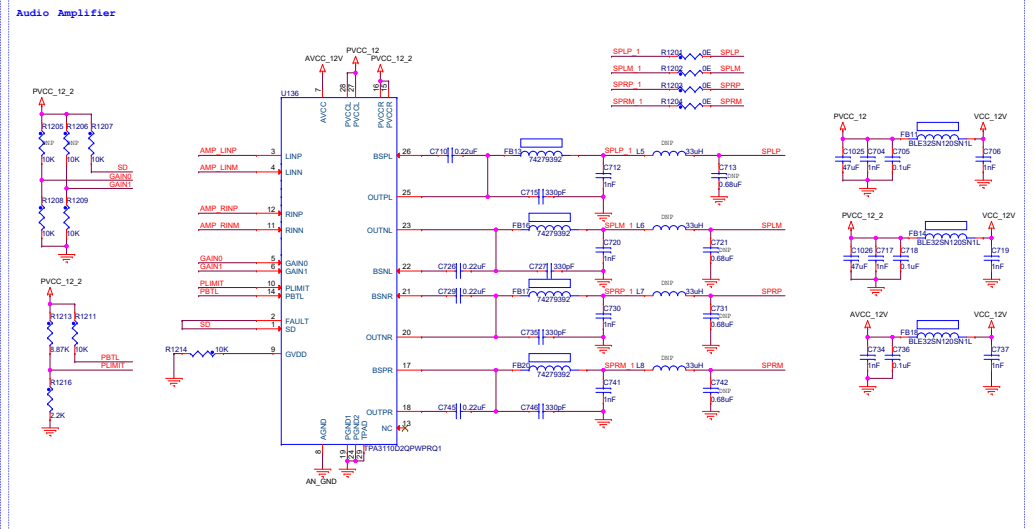 Audio Amplifier
PVCC_12
AVCC_12V PVCC_12_2
SPLP_1 R1201 0E SPLP
SPLM_1 R1202 0E SPLM
SPRP_1 R1203 0E SPRP
SPRM_1 R1204 0E SPRM
7 28 27 16 15
U136
AVCC PVCCL PVCCL PVCCR PVCCR
PVCC_12_2
R1205 R1206 R1207
DNP DNP
10K 10K 10K
SD
GAIN0
GAIN1
R1208 R1209
10K 10K
PVCC_12_2
R1213 R1211
8.87K 10K
PBTL
PLIMIT
R1216
2.2K
AMP_LINP 3 LINP
AMP_LINM 4 LINN
AMP_RINP 12 RINP
AMP_RINM 11 RINN
GAIN0 5 GAIN0
GAIN1 6 GAIN1
PLIMIT 10 PLIMIT
PBTL 14 PBTL
2 FAULT
SD 1 SD
R1214 10K 9 GVDD
BSPL 26 C710 0.22uF FB13 74279392 SPLP_1 L5 DNP 33uH SPLP
C712 1nF
C713 DNP 0.68uF
OUTPL 25 C715 330pF
OUTNL 23 FB16 74279392 SPLM_1 L6 DNP 33uH SPLM
C720 1nF
C721 DNP 0.68uF
BSNL 22 C726 0.22uF C727 330pF
BSNR 21 C729 0.22uF FB17 74279392 SPRP_1 L7 DNP 33uH SPRP
C730 1nF
C731 DNP 0.68uF
OUTNR 20 C735 330pF
BSPR 17 FB20 74279392 SPRM_1 L8 DNP 33uH SPRM
C741 1nF
C742 DNP 0.68uF
OUTPR 18 C745 0.22uF C746 330pF
NC 13
AGND PGND1 PGND2 TPAD
TPA3110D2QPWPRQ1
8 19 24 29
AN_GND
PVCC_12 VCC_12V
FB11
BLE32SN120SN1L
C1025 C704 C705 C706
47uF 1nF 0.1uF 1nF
PVCC_12_2 VCC_12V
FB14
BLE32SN120SN1L
C1026 C717 C718 C719
47uF 1nF 0.1uF 1nF
AVCC_12V VCC_12V
FB18
BLE32SN120SN1L
C734 C736 C737
1nF 0.1uF 1nF